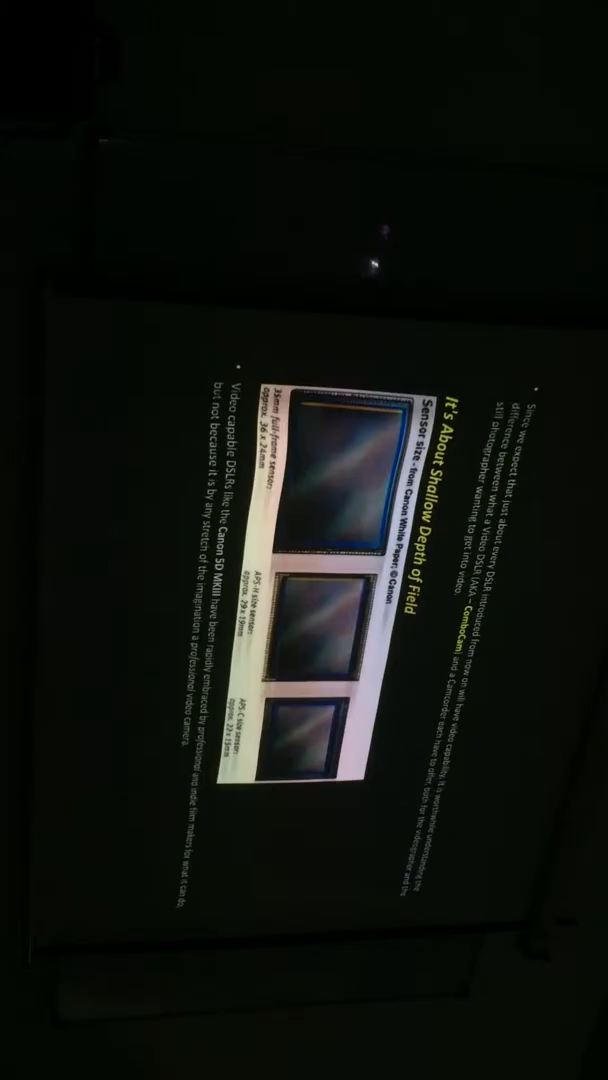 Since we expect that just about every DSLR introduced from now on will have video capability, it is worthwhile understanding the
difference between what a Video DSLR (AKA – ComboCam) and a Camcorder each have to offer, both for the videographer and the
still photographer wanting to get into video.
It's About Shallow Depth of Field
Sensor size - from Canon White Paper; © Canon
35mm full-frame sensor:
approx. 36 x 24mm
APS-H size sensor:
approx. 29 x 19mm
APS-C size sensor:
approx. 22 x 15mm
Video capable DSLRs like the Canon 5D MKIII have been rapidly embraced by professional and indie film makers for what it can do,
but not because it is by any stretch of the imagination a professional video camera.